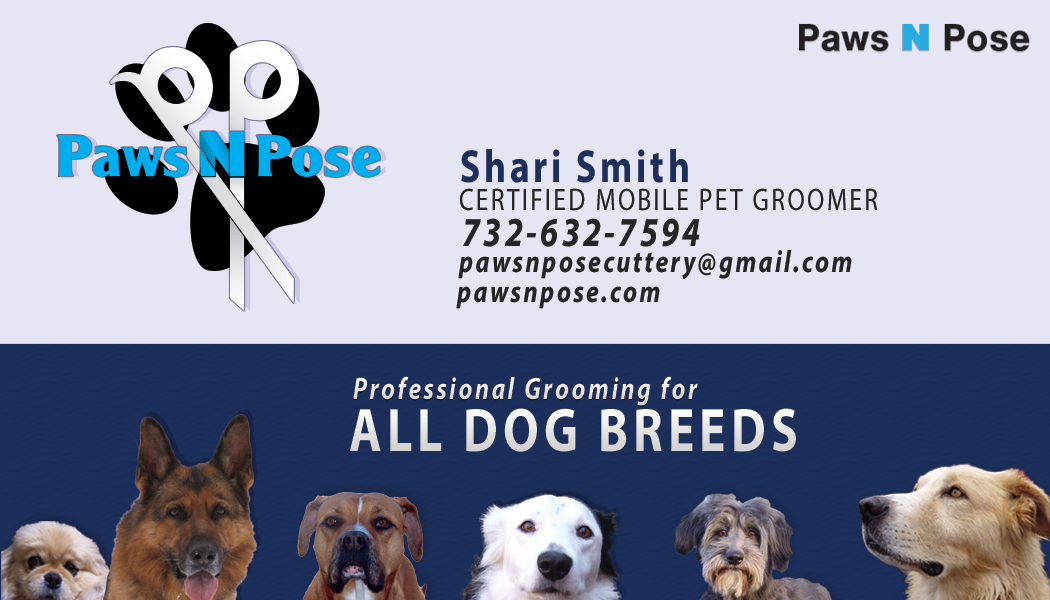 Paws N Pose
Paws N Pose
Shari Smith
CERTIFIED MOBILE PET GROOMER
732-632-7594
pawsnposecuttery@gmail.com
pawsnpose.com
Professional Grooming for
ALL DOG BREEDS